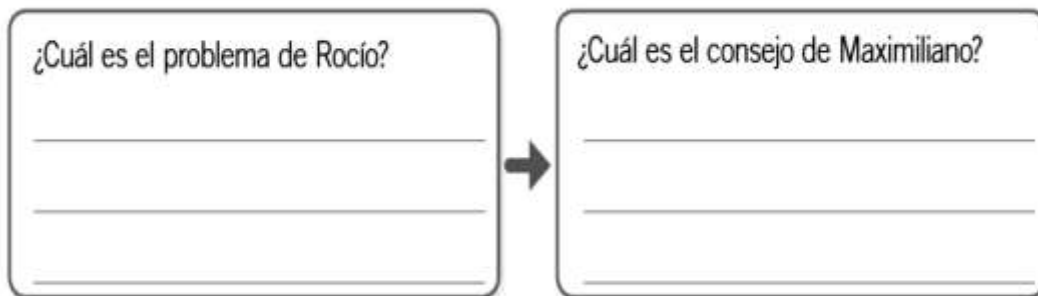 ¿Cuál es el problema de Rocío?
¿Cuál es el consejo de Maximiliano?